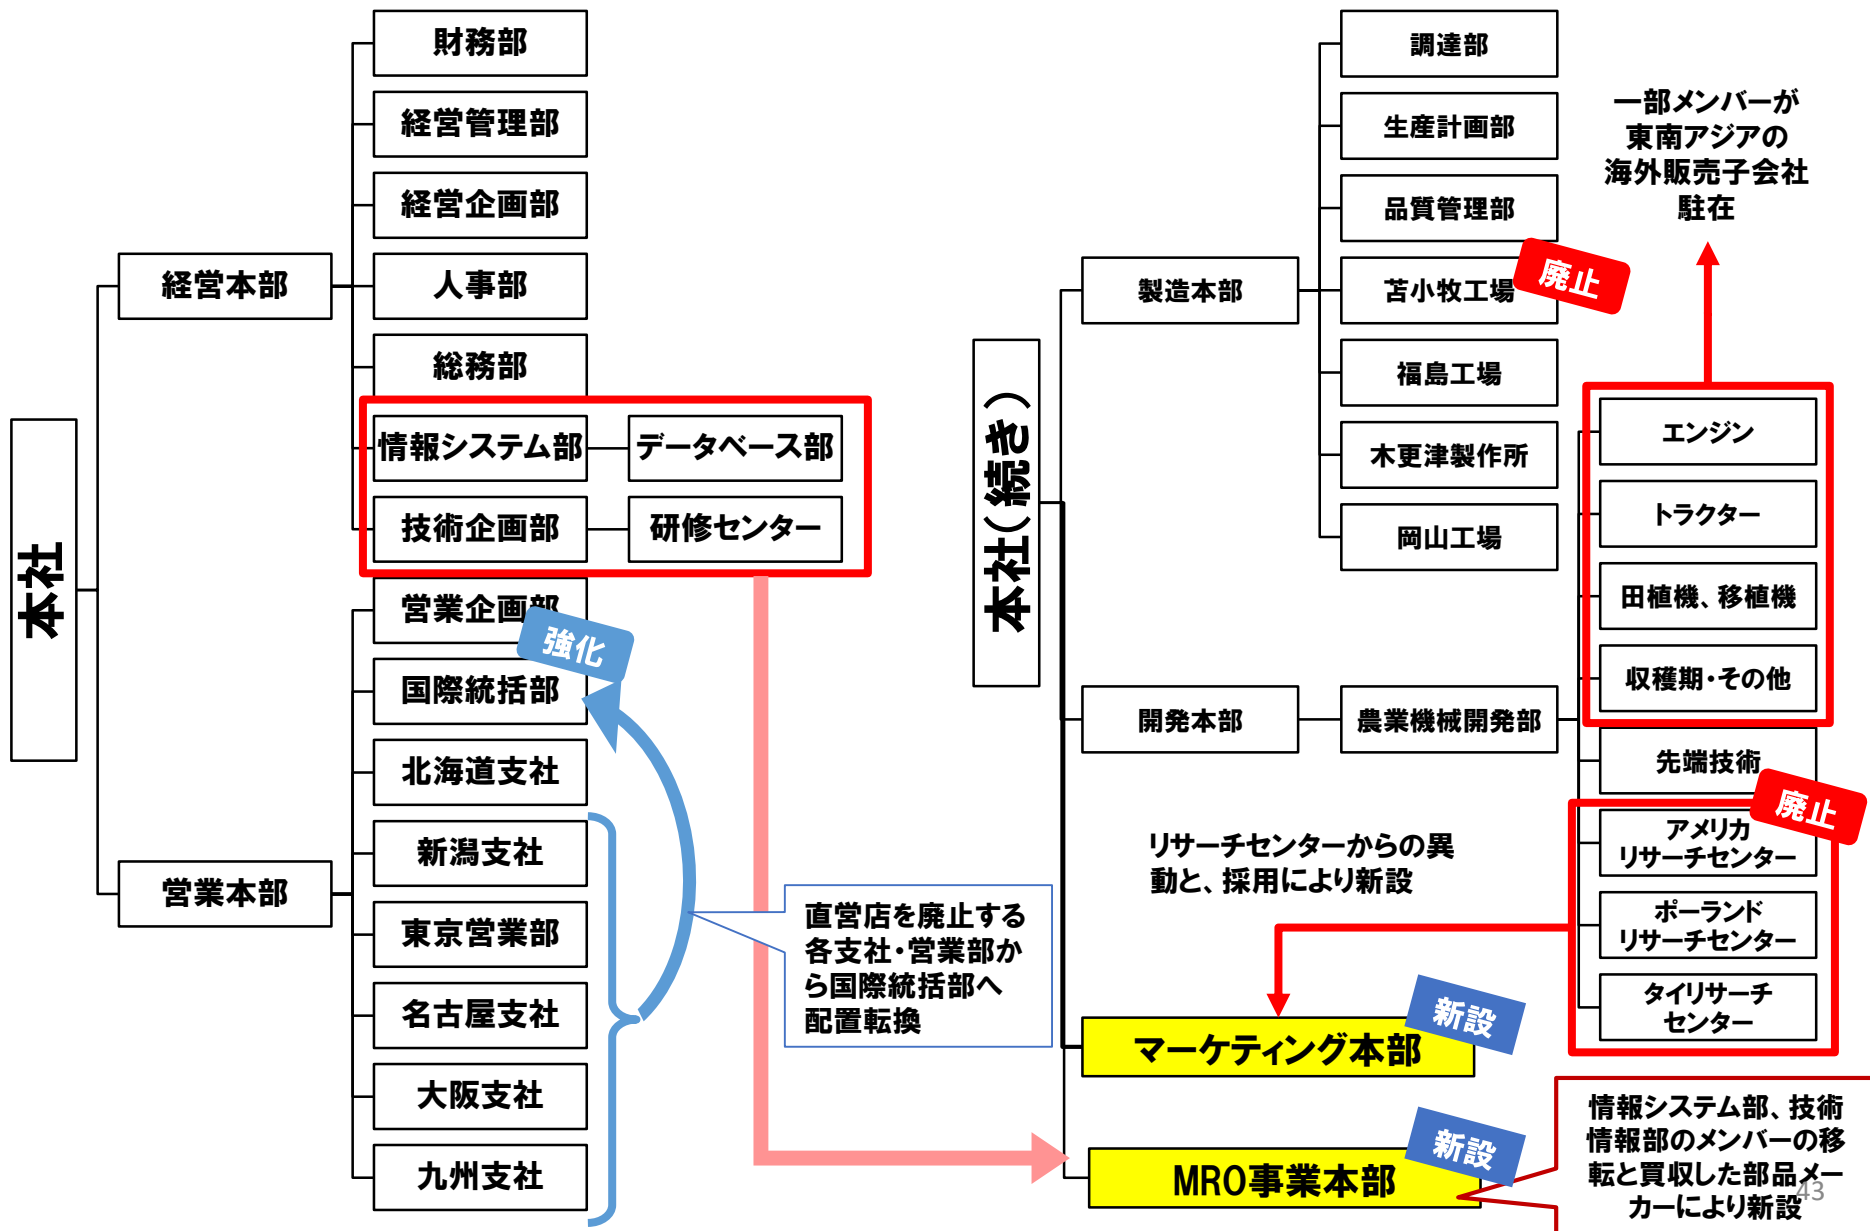 本社
経営本部
財務部
経営管理部
経営企画部
人事部
総務部
情報システム部
データベース部
技術企画部
研修センター
営業本部
営業企画部
強化
国際統括部
北海道支社
新潟支社
東京営業部
名古屋支社
大阪支社
九州支社
直営店を廃止する
各支社・営業部か
ら国際統括部へ
配置転換
本社(続き)
製造本部
調達部
生産計画部
品質管理部
苫小牧工場
廃止
福島工場
木更津製作所
岡山工場
開発本部
農業機械開発部
一部メンバーが
東南アジアの
海外販売子会社
駐在
エンジン
トラクター
田植機、移植機
収穫期・その他
先端技術
廃止
アメリカ
リサーチセンター
ポーランド
リサーチセンター
タイリサーチ
センター
リサーチセンターからの異
動と、採用により新設
マーケティング本部
新設
MRO事業本部
新設
情報システム部、技術
情報部のメンバーの移
転と買収した部品メー
カーにより新設
43